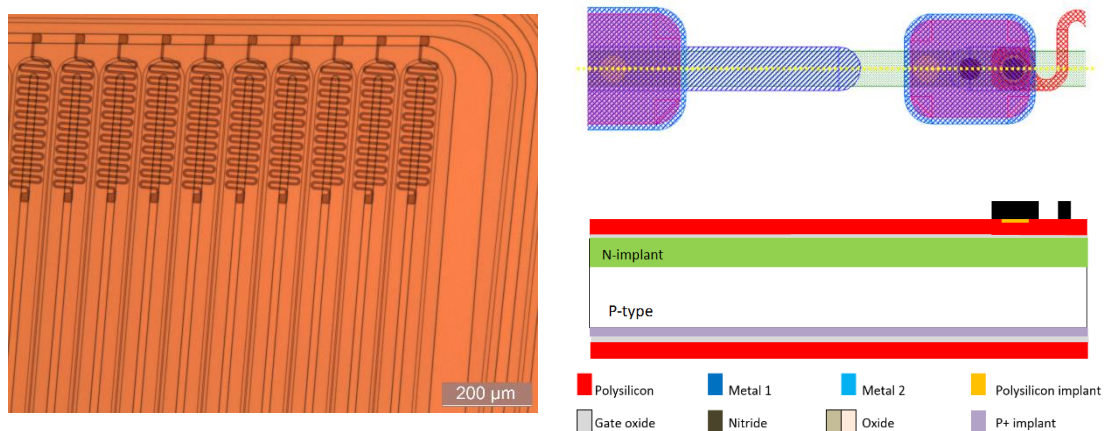 200 μm
N-implant
P-type
Polysilicon
Metal 1
Metal 2
Polysilicon implant
Gate oxide
Nitride
Oxide
P+ implant